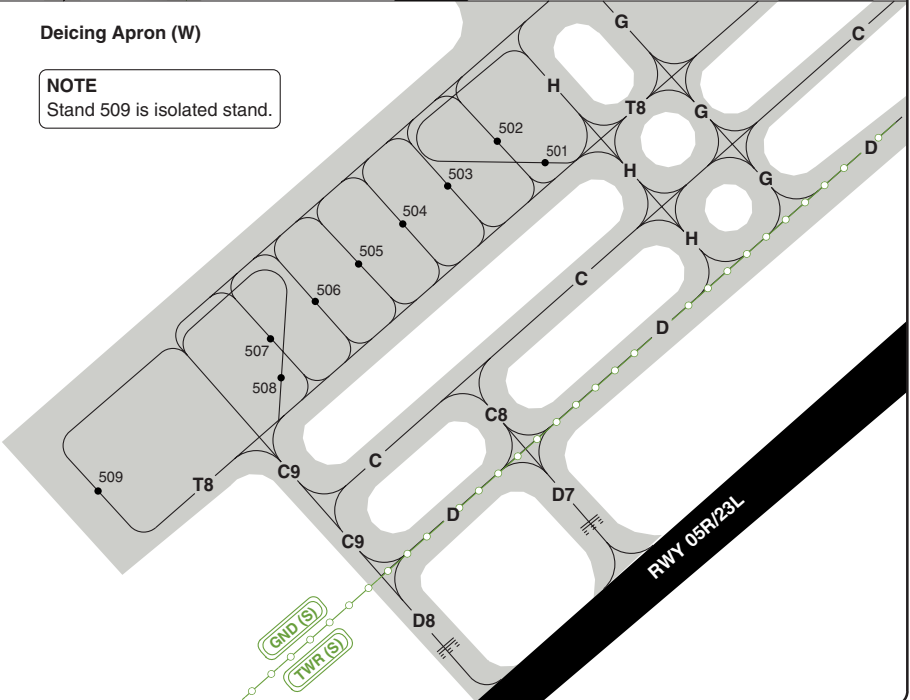 Deicing Apron (W)
NOTE
Stand 509 is isolated stand.
G
C
H
T8
G
502
501
D
H
G
503
504
H
505
C
506
D
507
508
C8
C
C9
509
T8
D7
D
C9
RWY 05R/23L
D8
GND (S)
TWR (S)